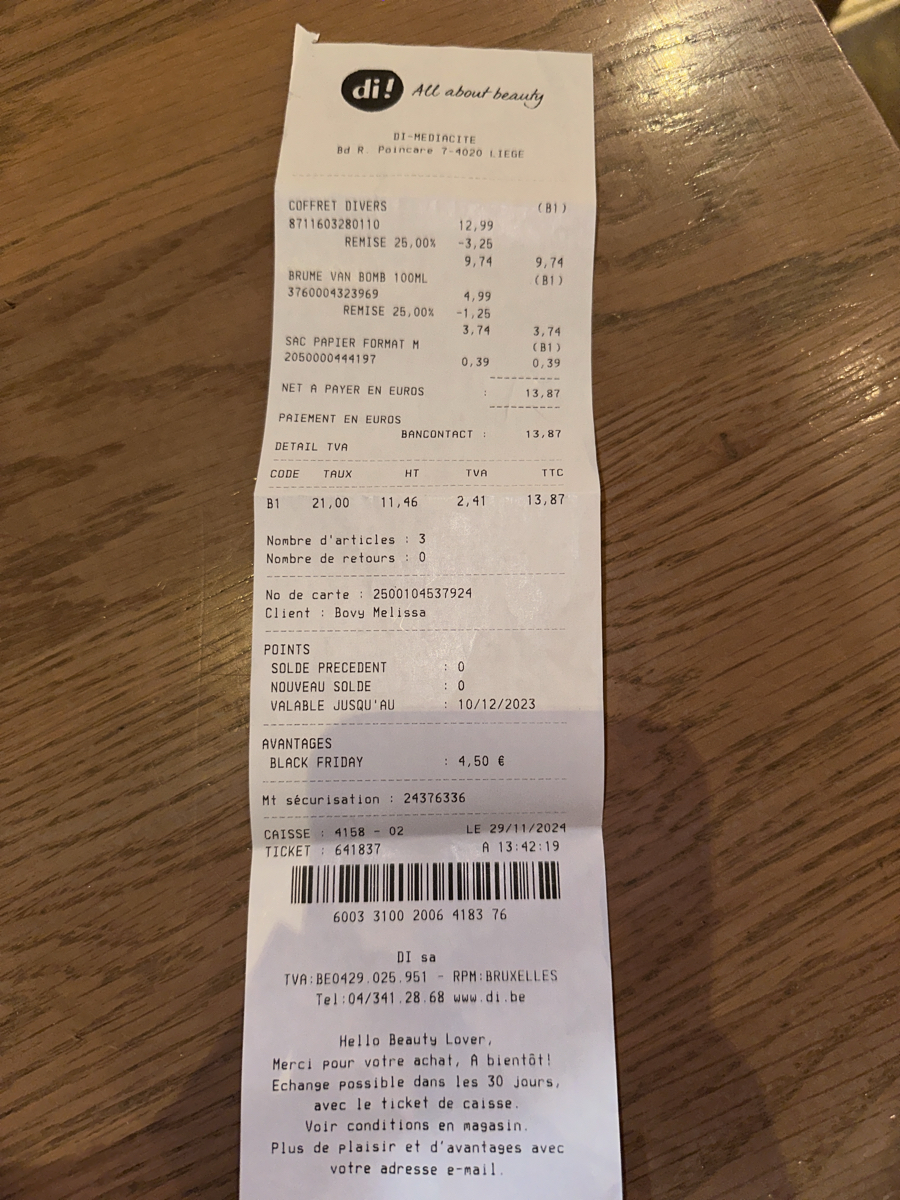 di! All about beauty
DI-MEDIACITE
Bd R. Poincare 7-4020 LIEGE
COFFRET DIVERS (B1)
8711603280110 12,99
REMISE 25,00% -3,25
9,74 9,74
BRUME VAN BOMB 100ML (B1)
3760004323969 4,99
REMISE 25,00% -1,25
3,74 3,74
SAC PAPIER FORMAT M (B1)
2050000444197 0,39 0,39
NET A PAYER EN EUROS : 13,87
PAIEMENT EN EUROS
BANCONTACT : 13,87
DETAIL TVA
CODE TAUX HT TVA TTC
B1 21,00 11,46 2,41 13,87
Nombre d'articles : 3
Nombre de retours : 0
No de carte : 2500104537924
Client : Bovy Melissa
POINTS
SOLDE PRECEDENT : 0
NOUVEAU SOLDE : 0
VALABLE JUSQU'AU : 10/12/2023
AVANTAGES
BLACK FRIDAY : 4,50 €
Mt sécurisation : 24376336
CAISSE : 4158 - 02 LE 29/11/2024
TICKET : 641837 A 13:42:19
6003 3100 2006 4183 76
DI sa
TVA:BE0429.025.951 - RPM:BRUXELLES
Tel:04/341.28.68 www.di.be
Hello Beauty Lover,
Merci pour votre achat, A bientôt!
Echange possible dans les 30 jours,
avec le ticket de caisse.
Voir conditions en magasin.
Plus de plaisir et d'avantages avec
votre adresse e-mail.